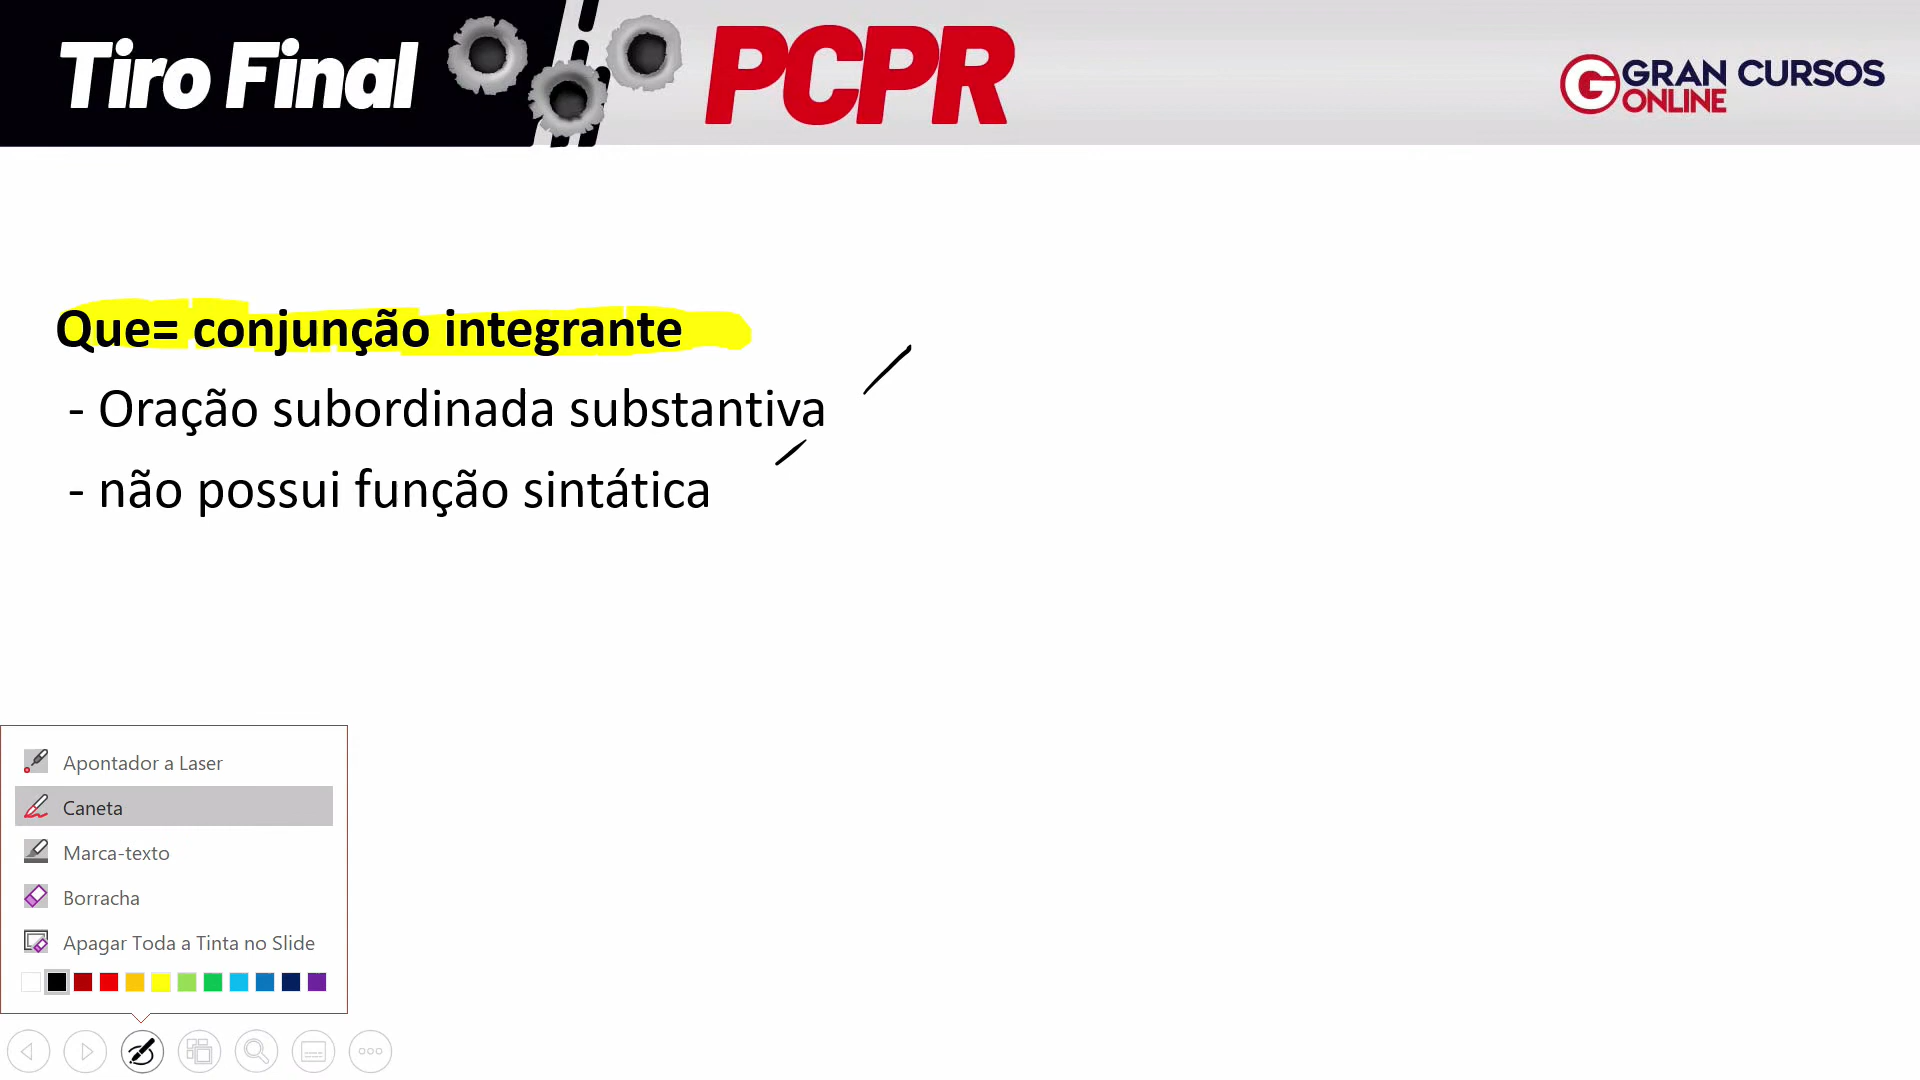 Tiro Final
PCPR
GRAN CURSOS
ONLINE
Que= conjunção integrante
- Oração subordinada substantiva
- não possui função sintática
Apontador a Laser
Caneta
Marca-texto
Borracha
Apagar Toda a Tinta no Slide